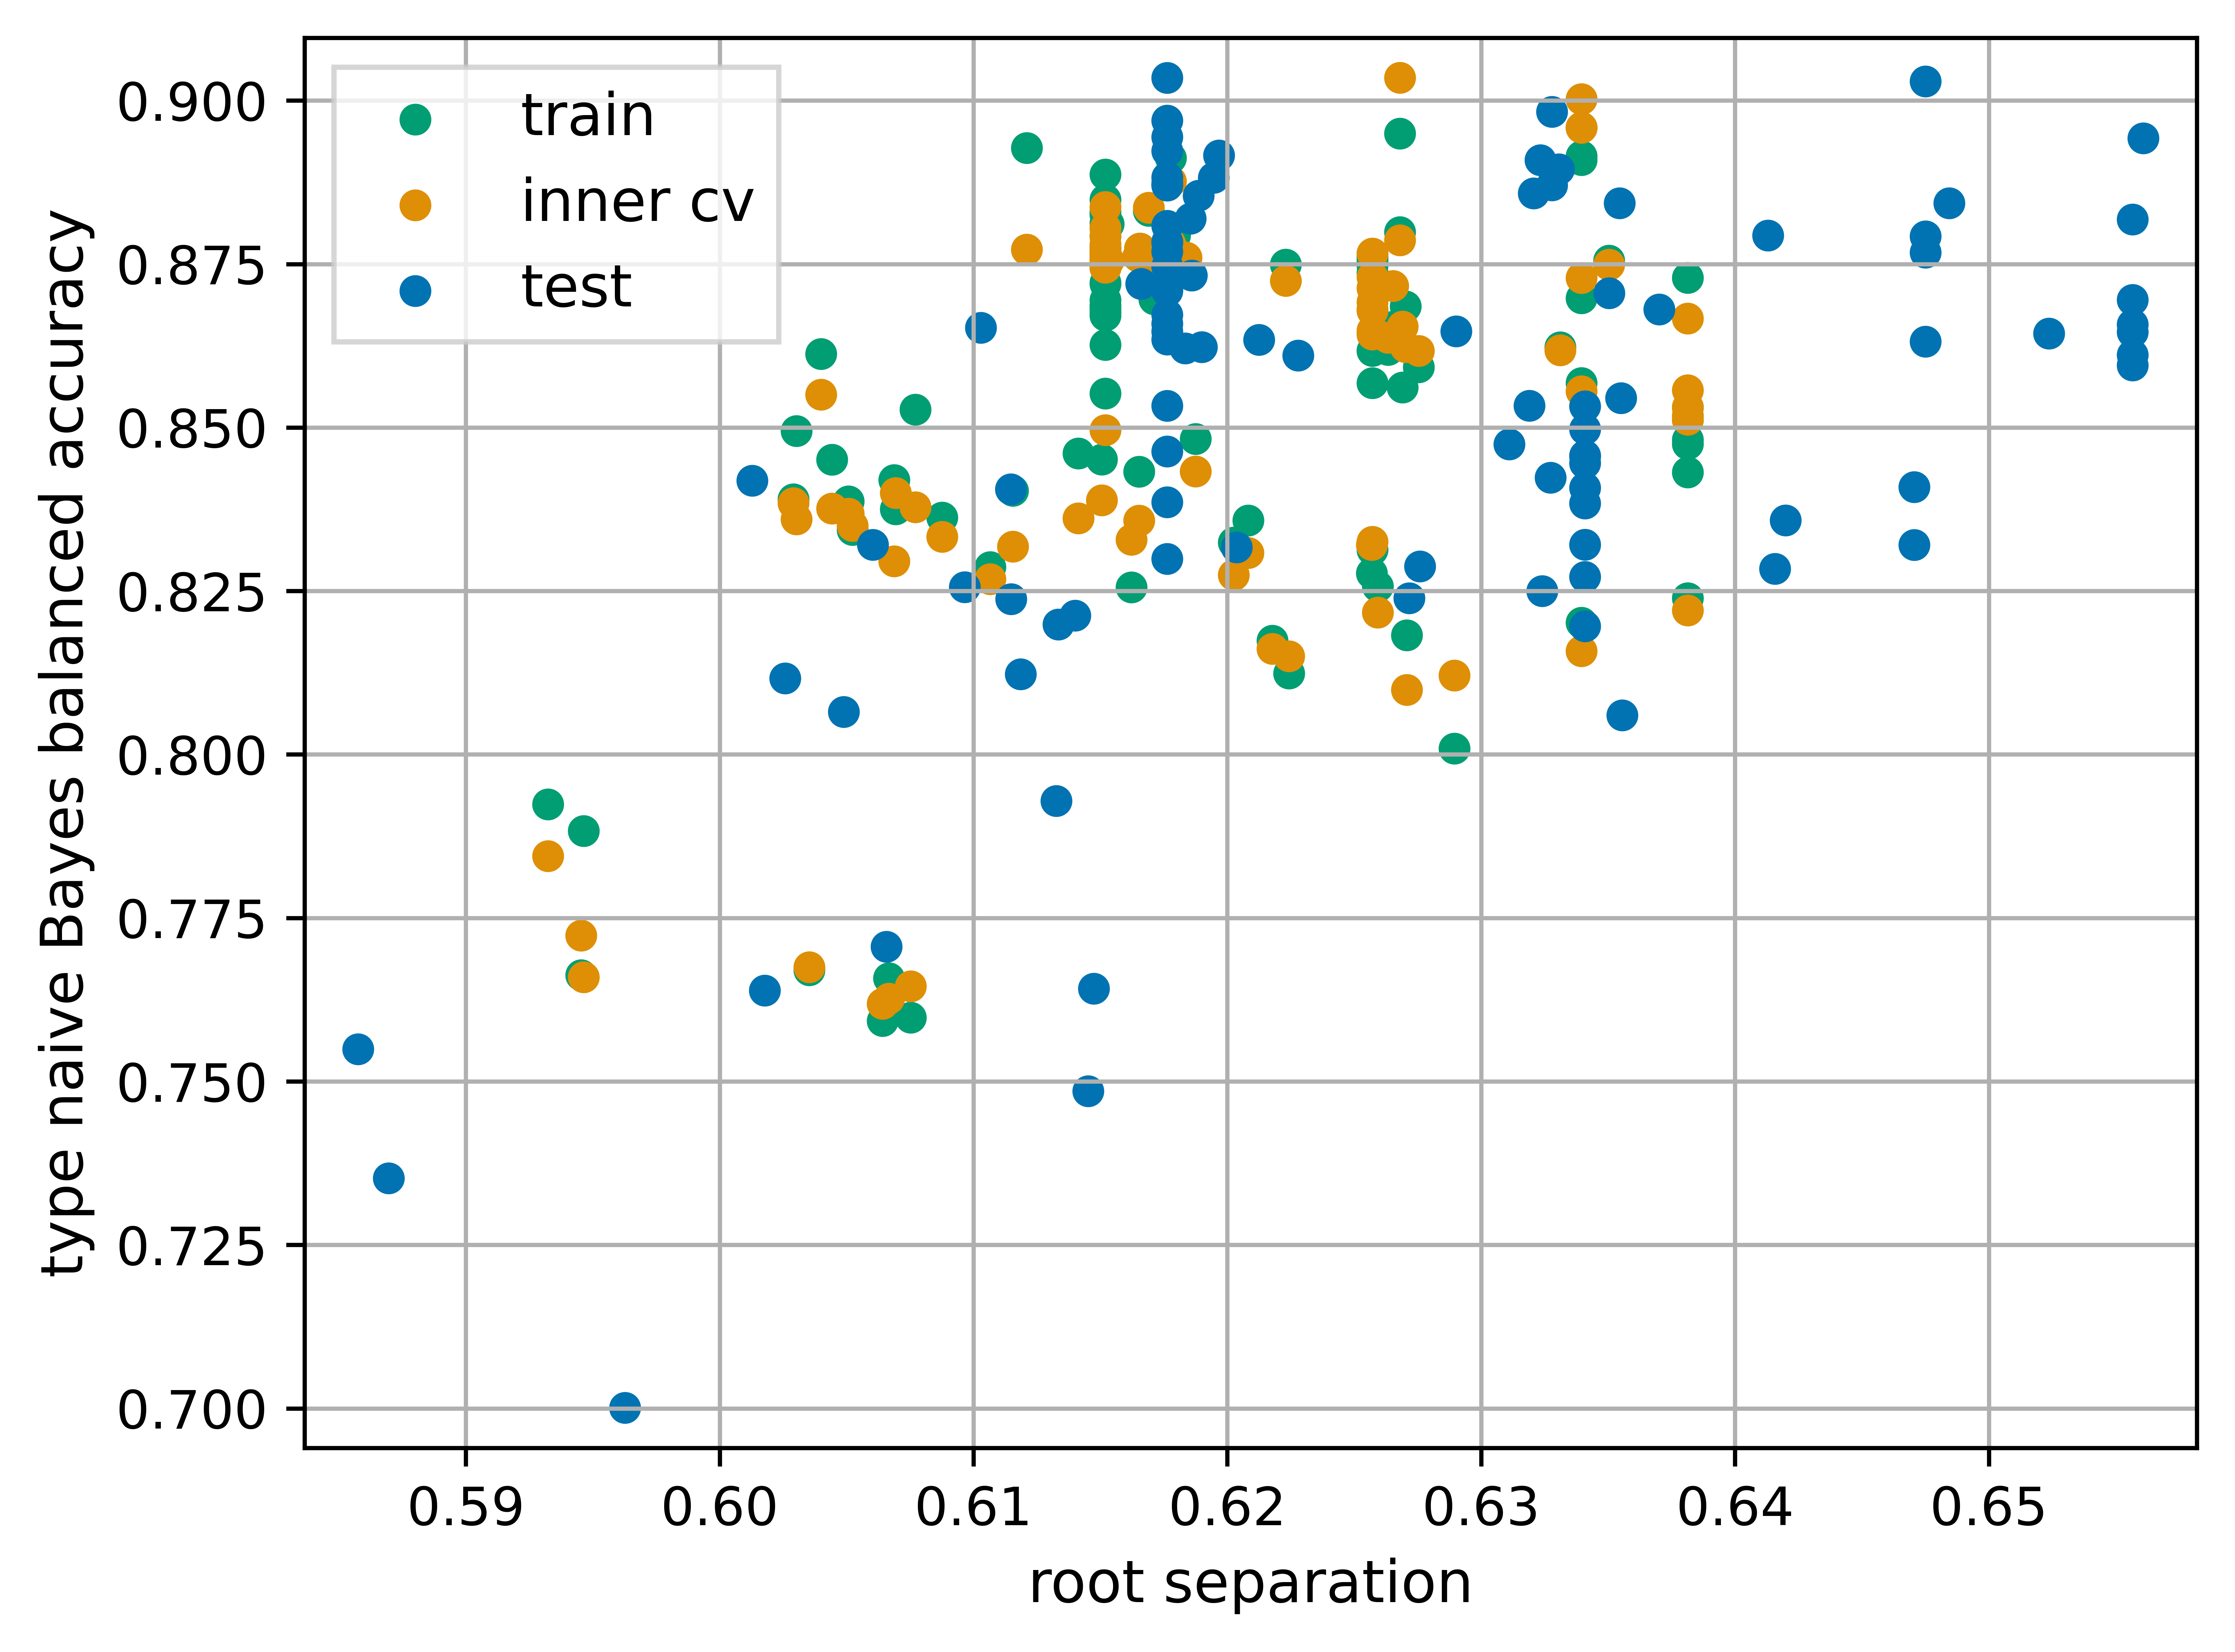 train
inner cv
test
type naive Bayes balanced accuracy
0.900
0.875
0.850
0.825
0.800
0.775
0.750
0.725
0.700
0.59 0.60 0.61 0.62 0.63 0.64 0.65
root separation